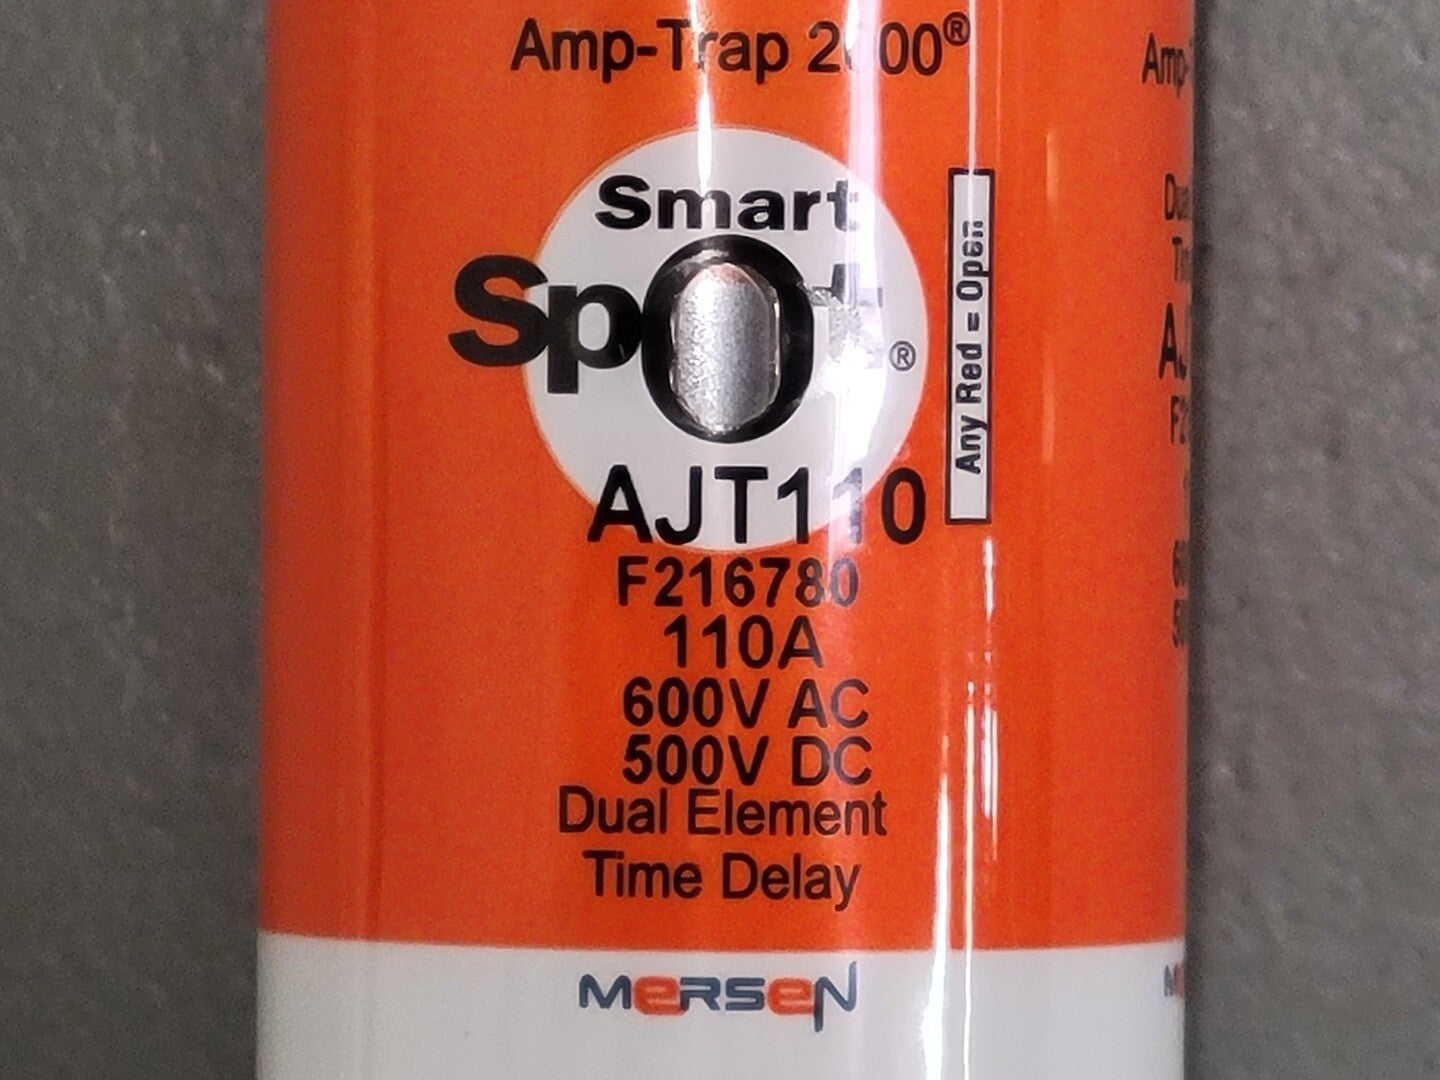 Amp-Trap 2000®
Smart
Spot®
Any Red = Open
AJT110
F216780
110A
600V AC
500V DC
Dual Element
Time Delay
MERSEN